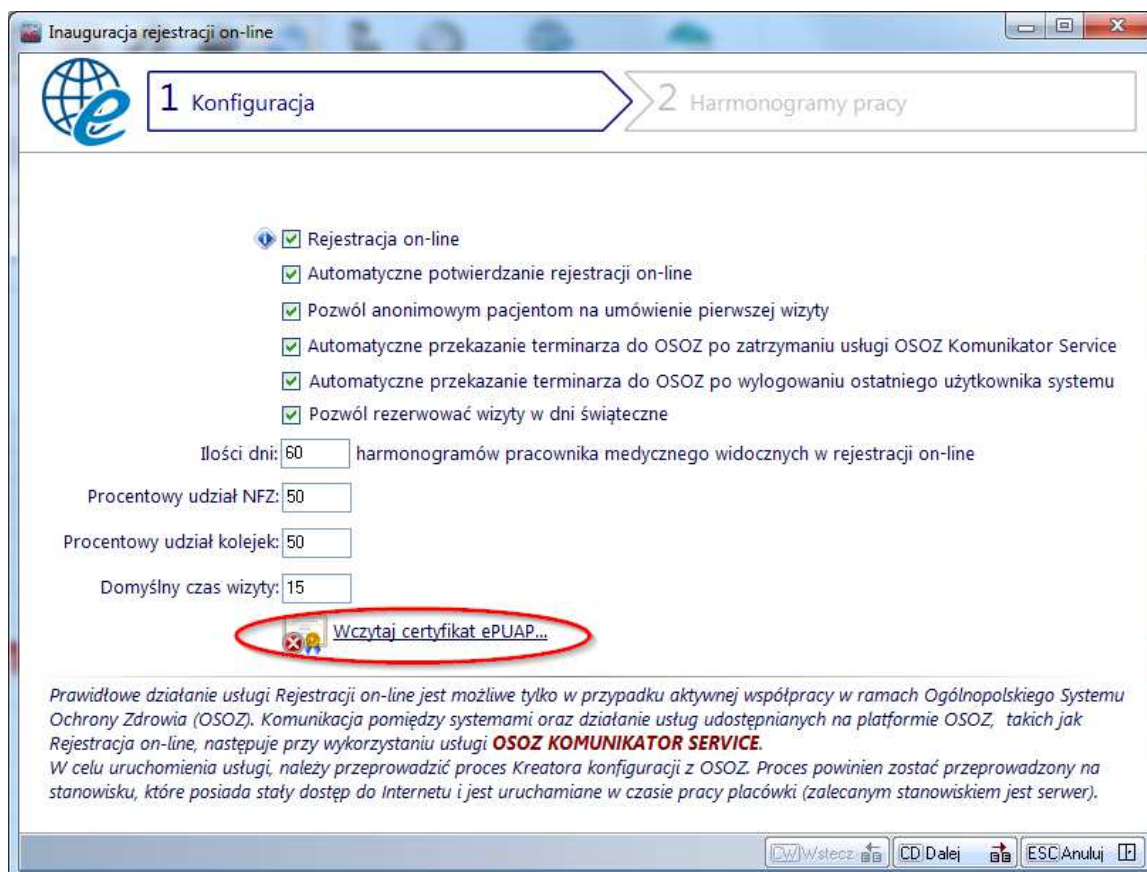 Inauguracja rejestracji on-line
1 Konfiguracja
2 Harmonogramy pracy
Rejestracja on-line
Automatyczne potwierdzanie rejestracji on-line
Pozwól anonimowym pacjentom na umówienie pierwszej wizyty
Automatyczne przekazanie terminarza do OSOZ po zatrzymaniu usługi OSOZ Komunikator Service
Automatyczne przekazanie terminarza do OSOZ po wylogowaniu ostatniego użytkownika systemu
Pozwól rezerwować wizyty w dni świąteczne
Ilości dni: 60 harmonogramów pracownika medycznego widocznych w rejestracji on-line
Procentowy udział NFZ: 50
Procentowy udział kolejek: 50
Domyślny czas wizyty: 15
Wczytaj certyfikat ePUAP...
Prawidłowe działanie usługi Rejestracji on-line jest możliwe tylko w przypadku aktywnej współpracy w ramach Ogólnopolskiego Systemu
Ochrony Zdrowia (OSOZ). Komunikacja pomiędzy systemami oraz działanie usług udostępnianych na platformie OSOZ, takich jak
Rejestracja on-line, następuje przy wykorzystaniu usługi OSOZ KOMUNIKATOR SERVICE.
W celu uruchomienia usługi, należy przeprowadzić proces Kreatora konfiguracji z OSOZ. Proces powinien zostać przeprowadzony na
stanowisku, które posiada stały dostęp do Internetu i jest uruchamiane w czasie pracy placówki (zalecanym stanowiskiem jest serwer).
CW Wstecz CD Dalej ESC Anuluj